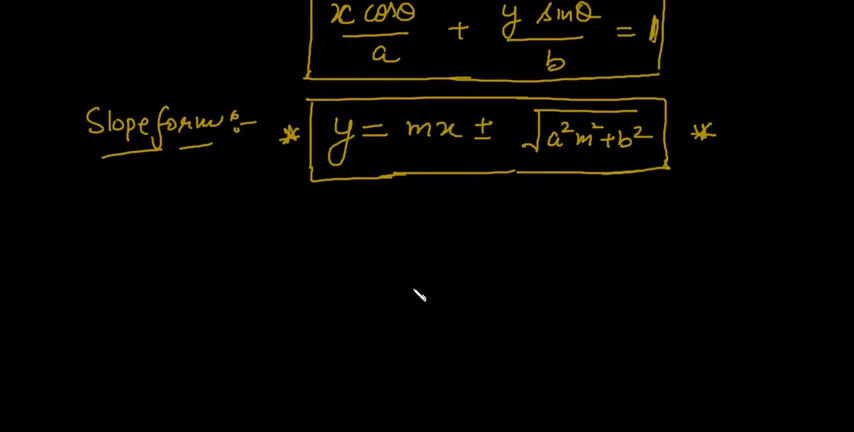 x cosθ / a + y sinθ / b = 1
Slope form :- * y = mx ± √a²m²+b² *